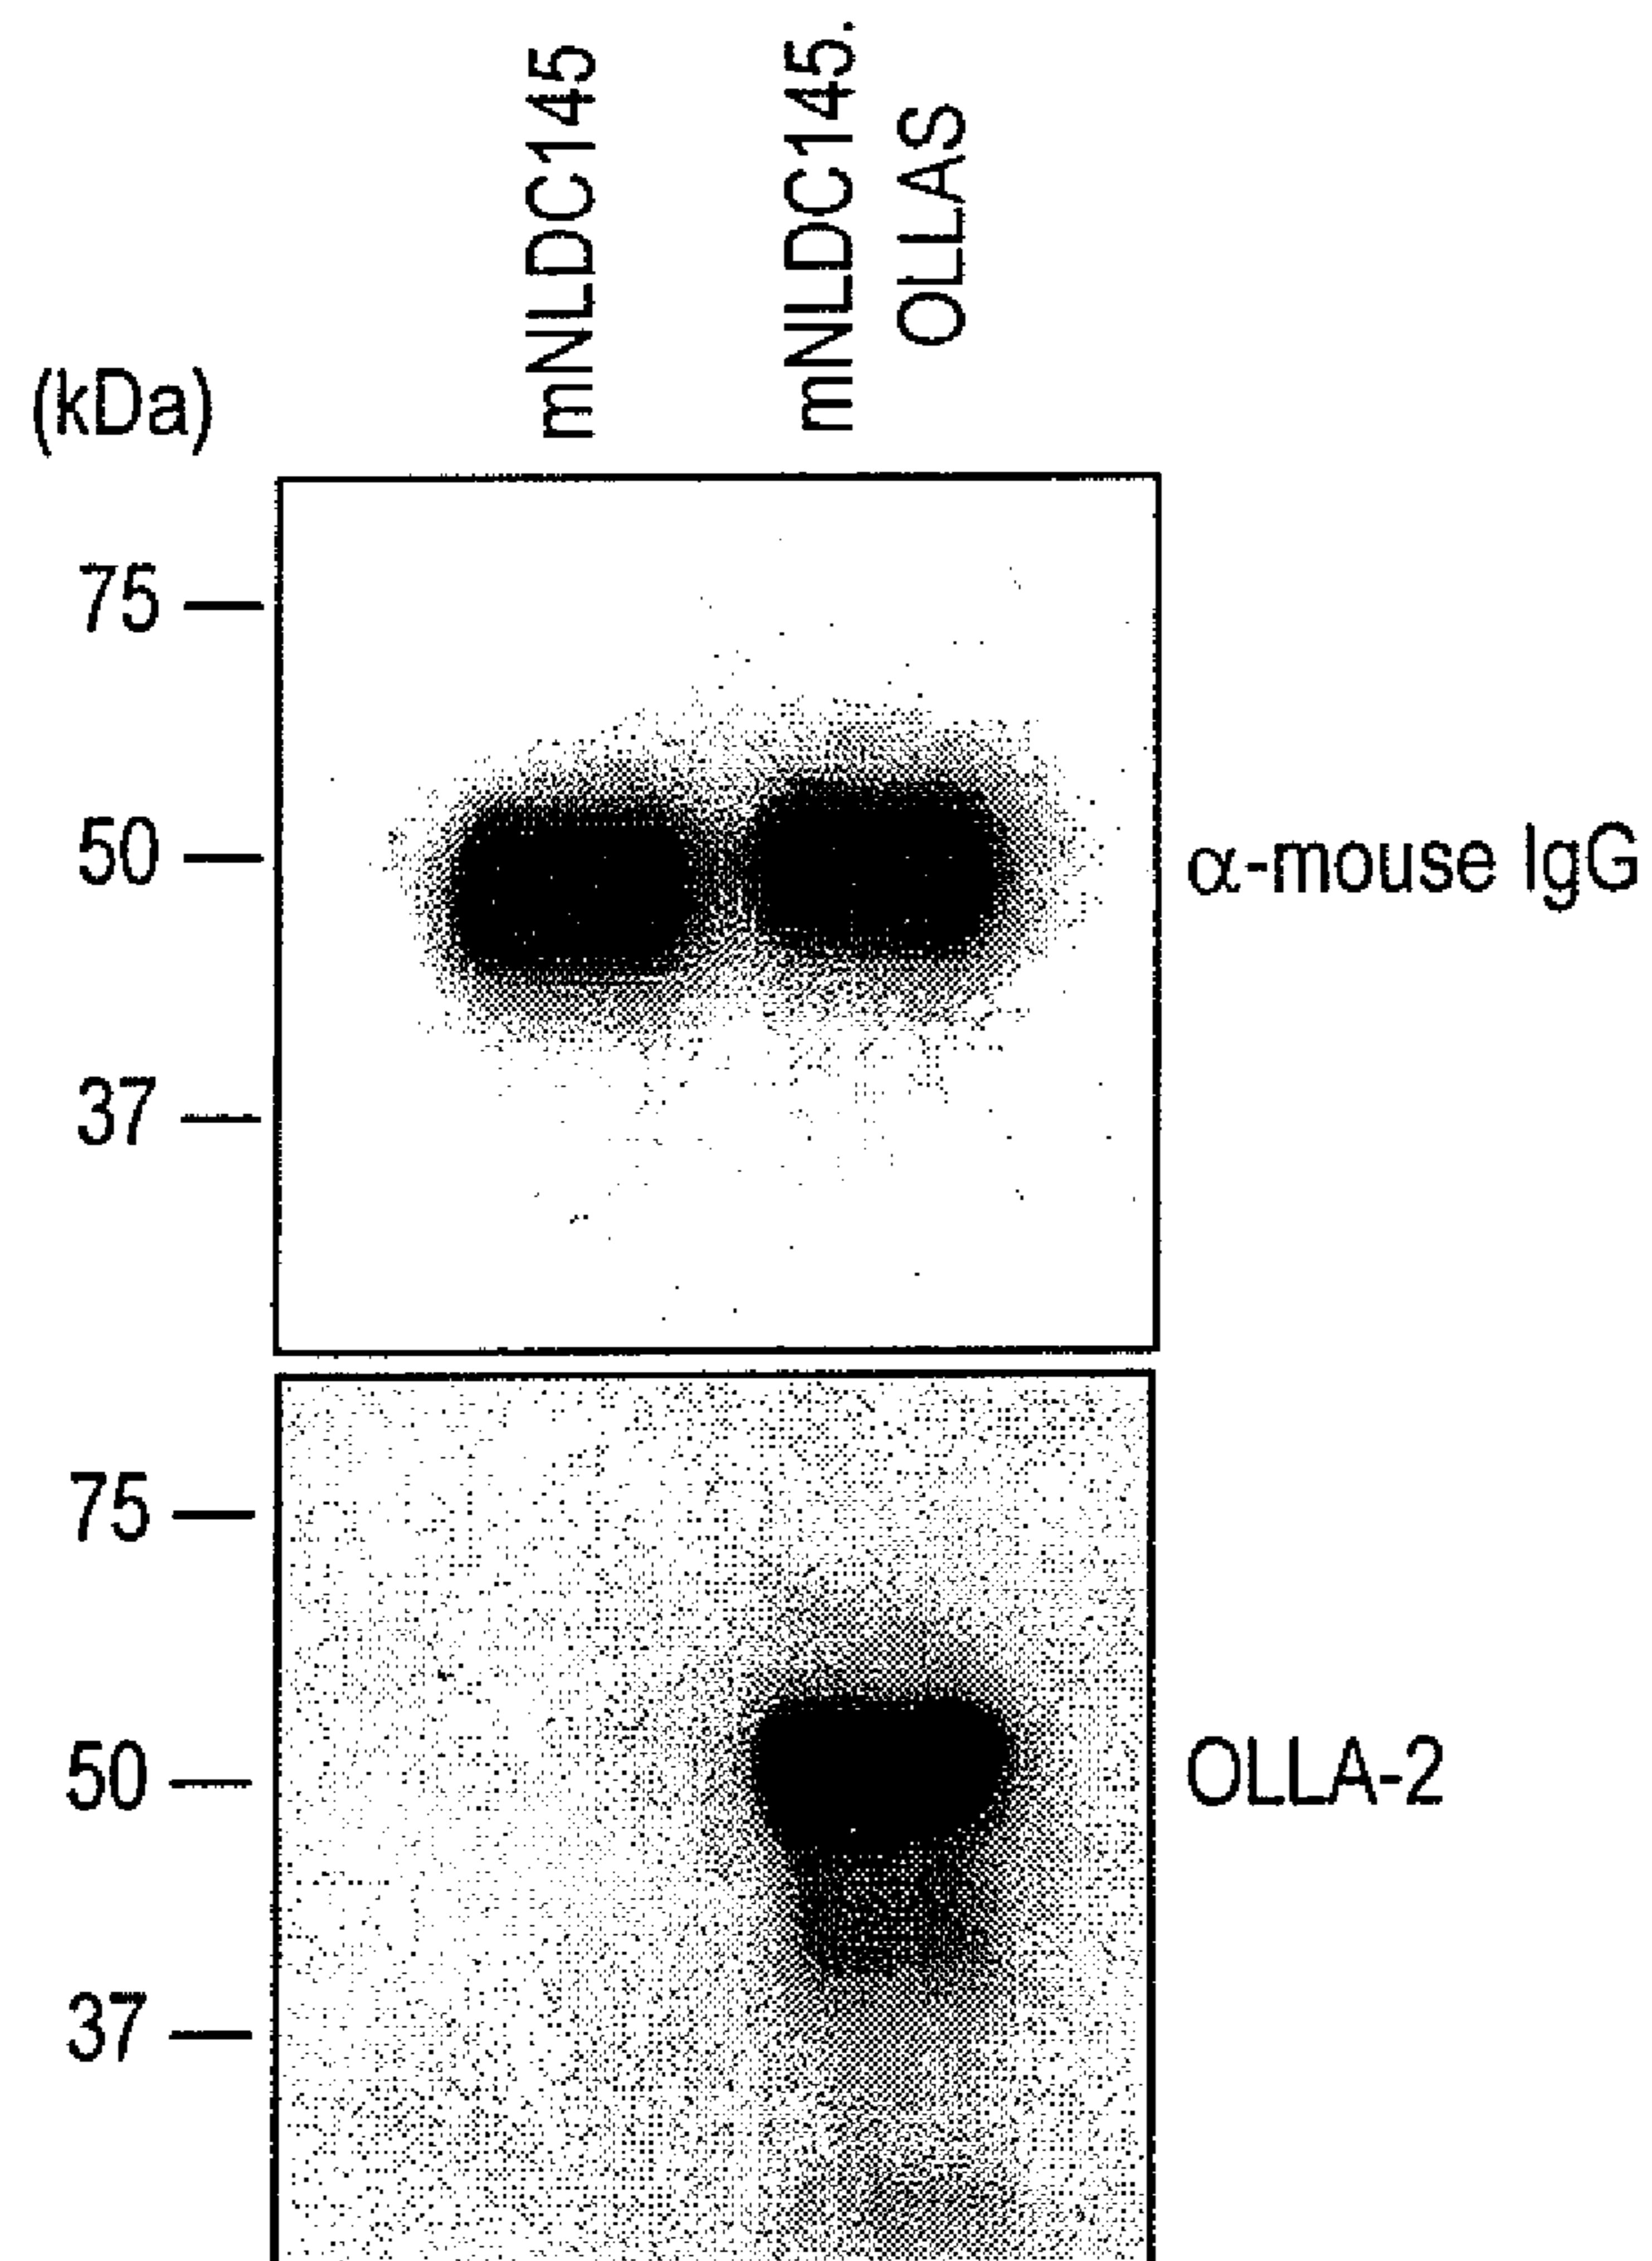 mNLDC145
mNLDC145.
OLLAS
(kDa)
75
50
37
α-mouse IgG
75
50
37
OLLA-2